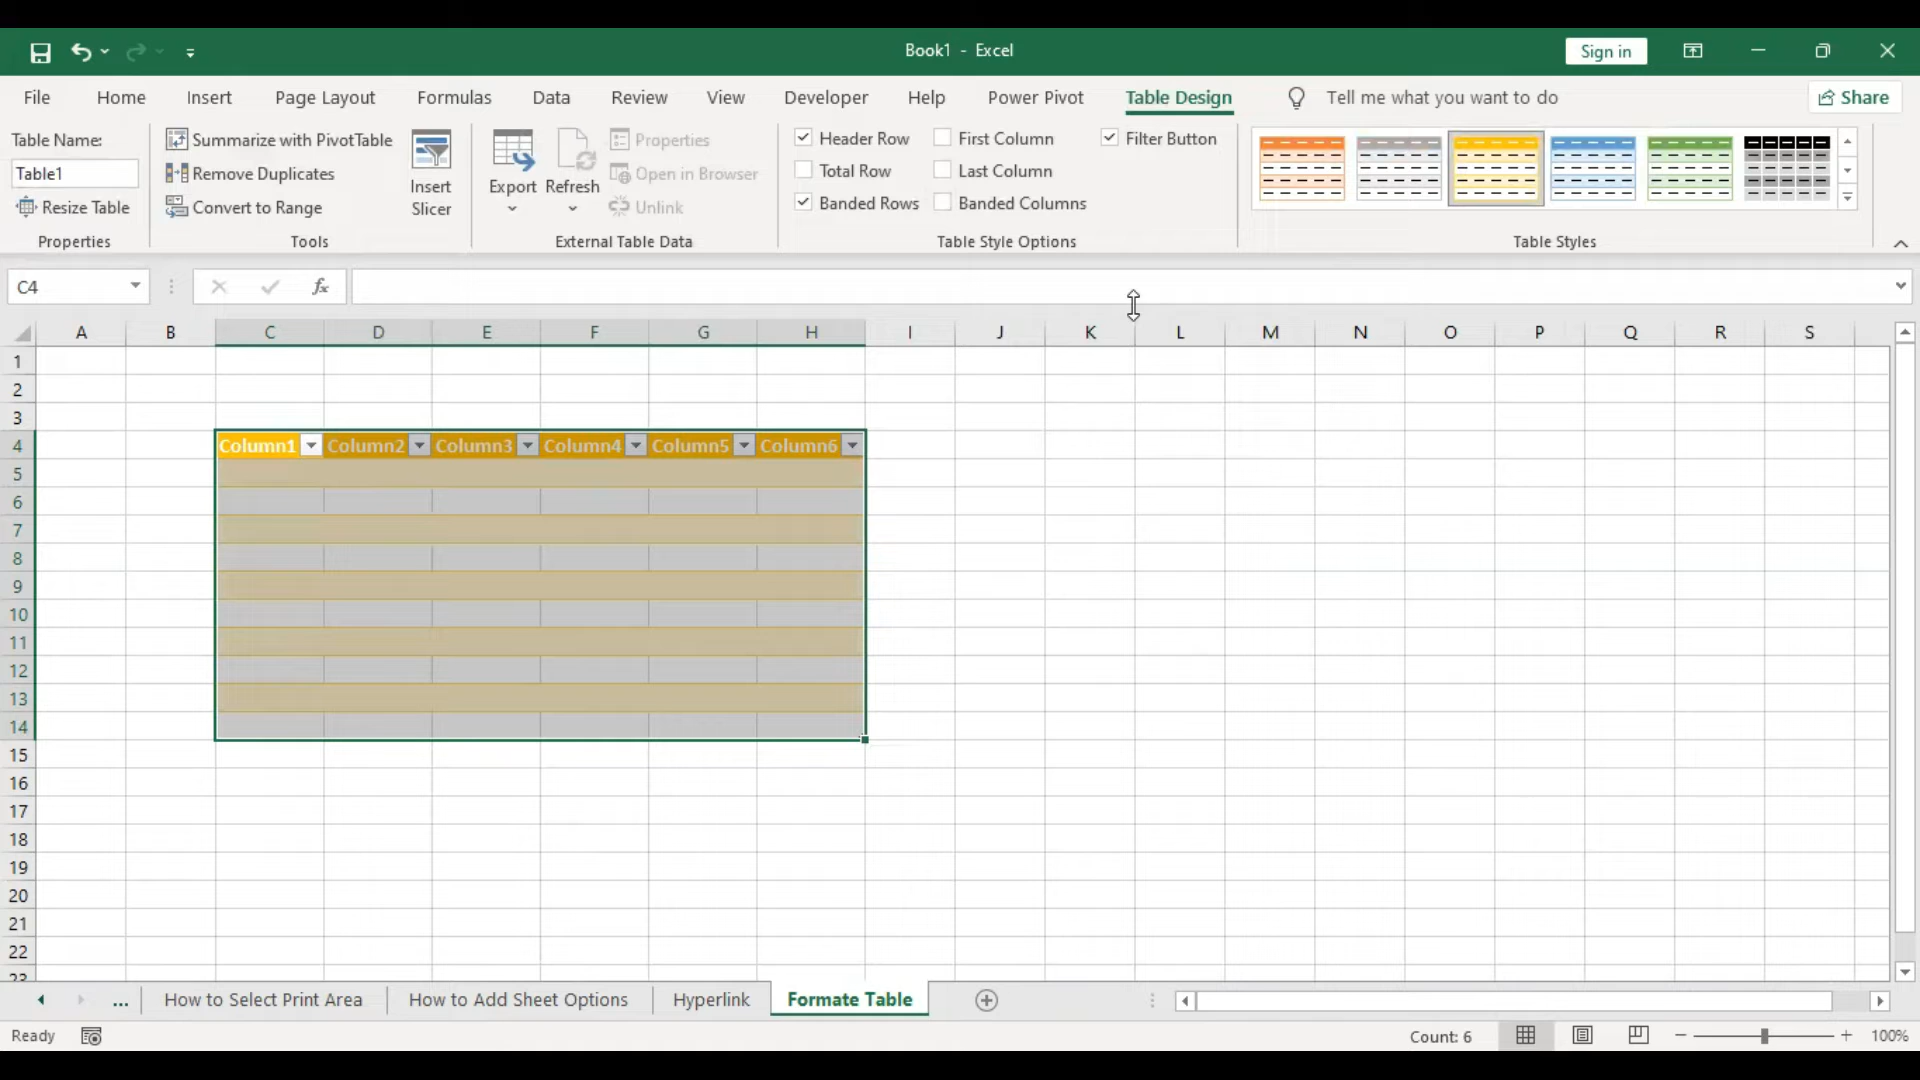 Book1 - Excel
Sign in
File Home Insert Page Layout Formulas Data Review View Developer Help Power Pivot Table Design Tell me what you want to do Share
Table Name:
Table1
Resize Table
Properties
Summarize with PivotTable
Remove Duplicates
Convert to Range
Tools
Insert
Slicer
Export
Refresh
Properties
Open in Browser
Unlink
External Table Data
Header Row
Total Row
Banded Rows
First Column
Last Column
Banded Columns
Filter Button
Table Style Options
Table Styles
C4
fx
A B C D E F G H I J K L M N O P Q R S
1
2
3
4 Column1 Column2 Column3 Column4 Column5 Column6
5
6
7
8
9
10
11
12
13
14
15
16
17
18
19
20
21
22
23
... How to Select Print Area How to Add Sheet Options Hyperlink Formate Table
Ready Count: 6 100%